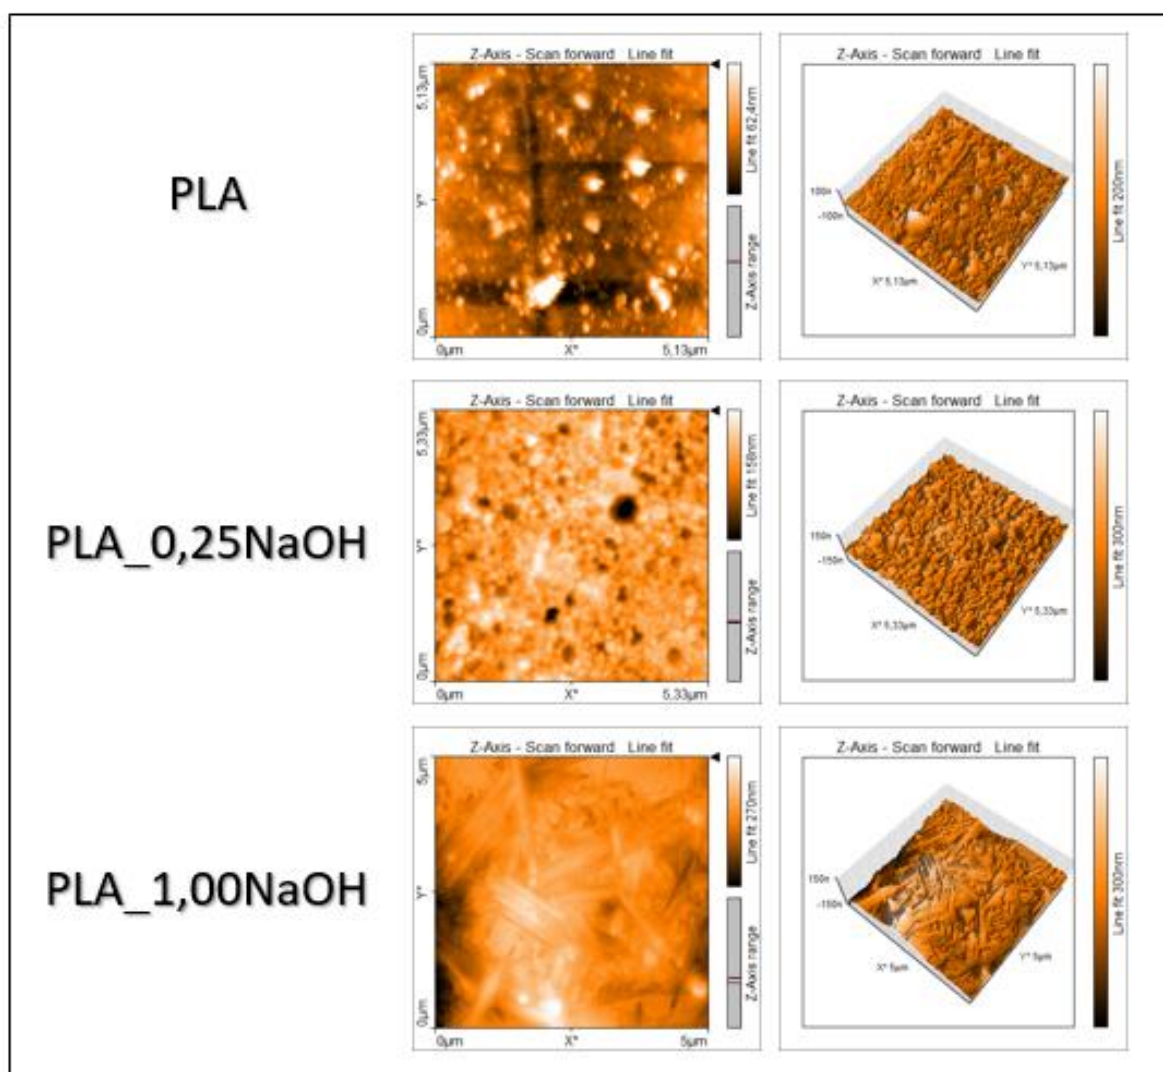 PLA
Z-Axis - Scan forward Line fit
5,13µm
Y*
0µm
0µm X* 5,13µm
Line fit 62,4nm
Z-Axis range
Z-Axis - Scan forward Line fit
100n
-100n
X* 5,13µm
Y* 5,13µm
Line fit 200nm
PLA_0,25NaOH
Z-Axis - Scan forward Line fit
5,33µm
Y*
0µm
0µm X* 5,33µm
Line fit 158nm
Z-Axis range
Z-Axis - Scan forward Line fit
150n
-150n
X* 5,33µm
Y* 5,33µm
Line fit 300nm
PLA_1,00NaOH
Z-Axis - Scan forward Line fit
5µm
Y*
0µm
0µm X* 5µm
Line fit 270nm
Z-Axis range
Z-Axis - Scan forward Line fit
150n
-150n
X* 5µm
Y* 5µm
Line fit 300nm